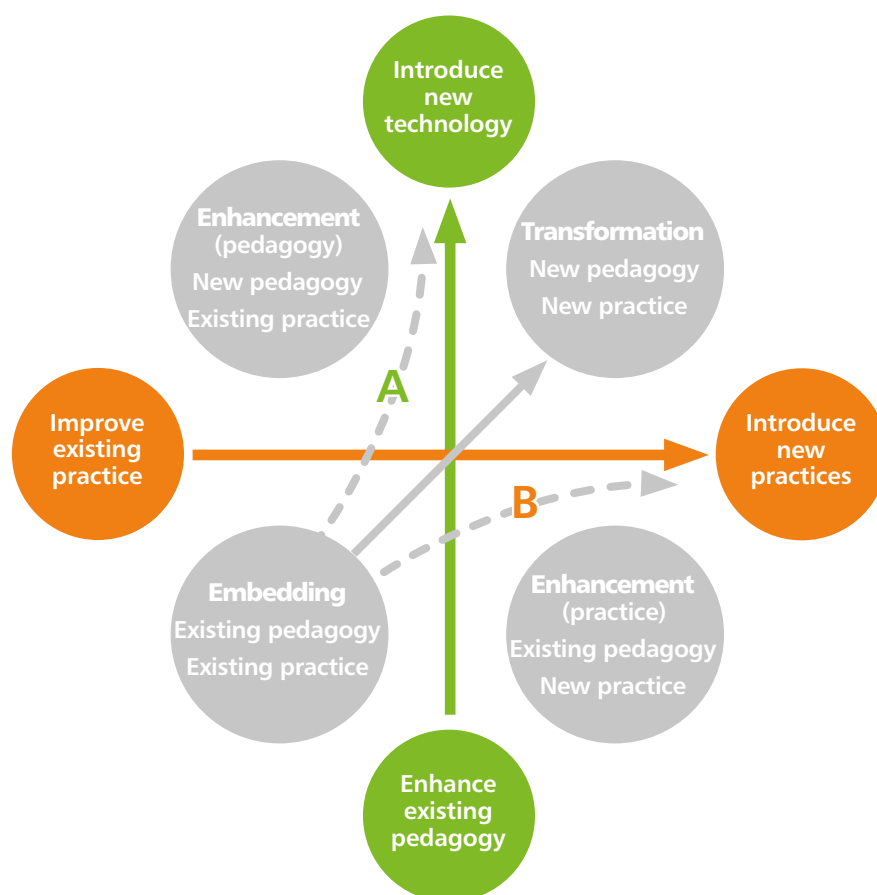 Introduce
new
technology
Enhancement
(pedagogy)
New pedagogy
Existing practice
Transformation
New pedagogy
New practice
A
Improve
existing
practice
Introduce
new
practices
B
Embedding
Existing pedagogy
Existing practice
Enhancement
(practice)
Existing pedagogy
New practice
Enhance
existing
pedagogy